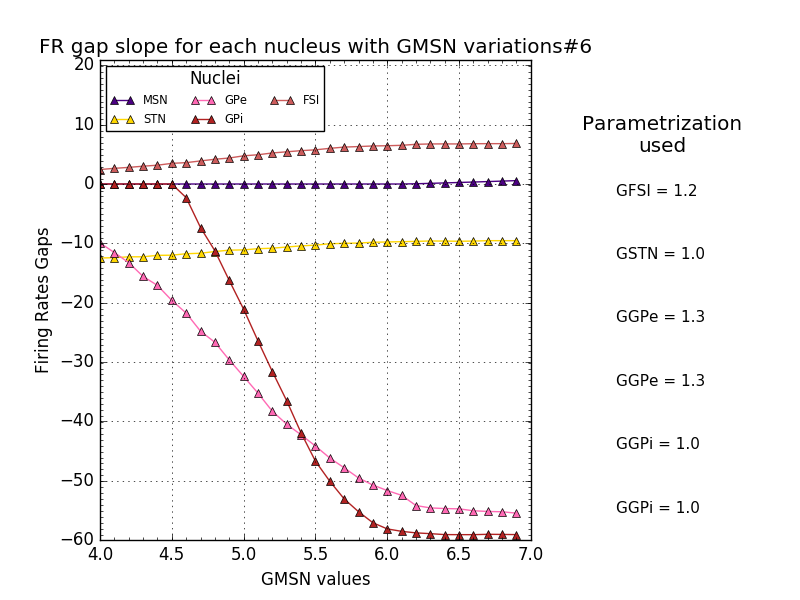 FR gap slope for each nucleus with GMSN variations#6
Nuclei
MSN GPe FSI
STN GPi
20
10
0
−10
−20
−30
−40
−50
−60
4.0 4.5 5.0 5.5 6.0 6.5 7.0
Firing Rates Gaps
GMSN values
Parametrization
used
GFSI = 1.2
GSTN = 1.0
GGPe = 1.3
GGPe = 1.3
GGPi = 1.0
GGPi = 1.0